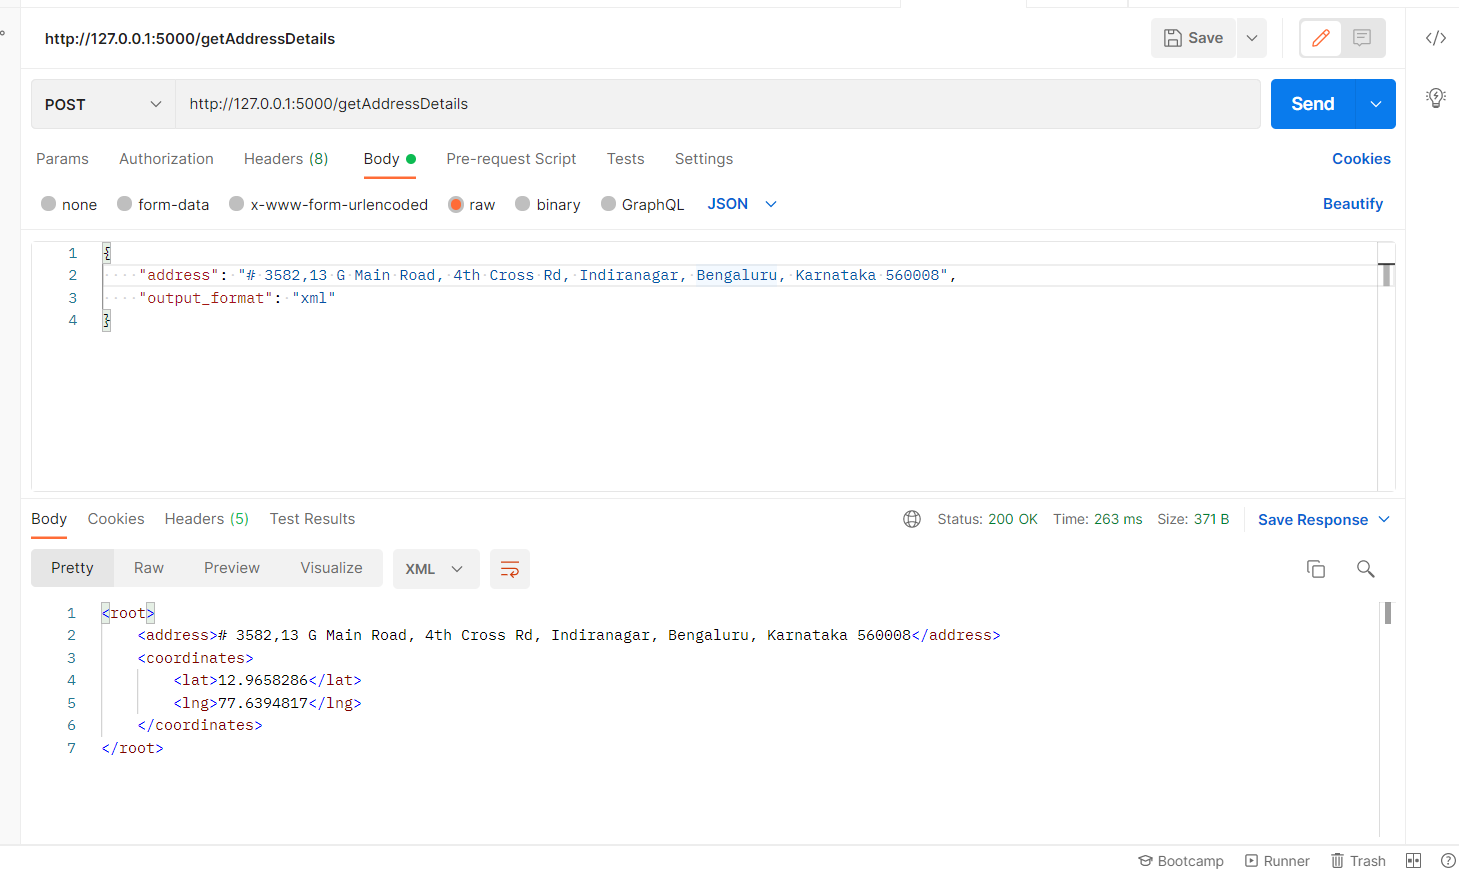 http://127.0.0.1:5000/getAddressDetails
Save
POST
http://127.0.0.1:5000/getAddressDetails
Send
Params Authorization Headers (8) Body Pre-request Script Tests Settings Cookies
none form-data x-www-form-urlencoded raw binary GraphQL JSON Beautify
1 {
2 "address": "# 3582,13 G Main Road, 4th Cross Rd, Indiranagar, Bengaluru, Karnataka 560008",
3 "output_format": "xml"
4 }
Body Cookies Headers (5) Test Results Status: 200 OK Time: 263 ms Size: 371 B Save Response
Pretty Raw Preview Visualize XML
1 <root>
2 <address># 3582,13 G Main Road, 4th Cross Rd, Indiranagar, Bengaluru, Karnataka 560008</address>
3 <coordinates>
4 <lat>12.9658286</lat>
5 <lng>77.6394817</lng>
6 </coordinates>
7 </root>
Bootcamp Runner Trash